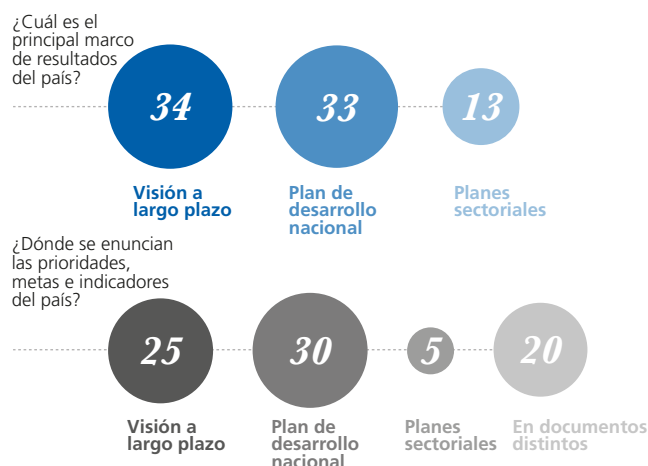 ¿Cuál es el
principal marco
de resultados
del país?
34
33
13
Visión a
largo plazo
Plan de
desarrollo
nacional
Planes
sectoriales
¿Dónde se enuncian
las prioridades,
metas e indicadores
del país?
25
30
5
20
Visión a
largo plazo
Plan de
desarrollo
nacional
Planes
sectoriales
En documentos
distintos